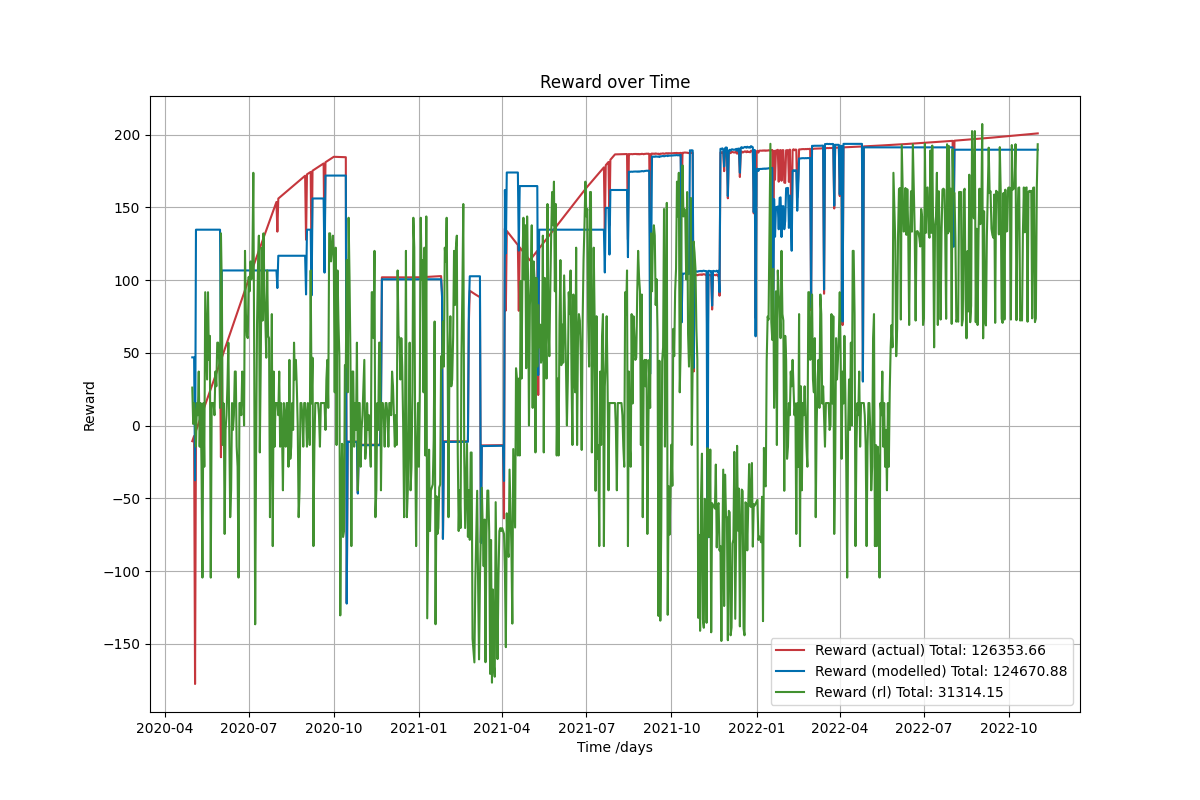 Reward over Time
Reward
200
150
100
50
0
−50
−100
−150
2020-04 2020-07 2020-10 2021-01 2021-04 2021-07 2021-10 2022-01 2022-04 2022-07 2022-10
Time /days
Reward (actual) Total: 126353.66
Reward (modelled) Total: 124670.88
Reward (rl) Total: 31314.15